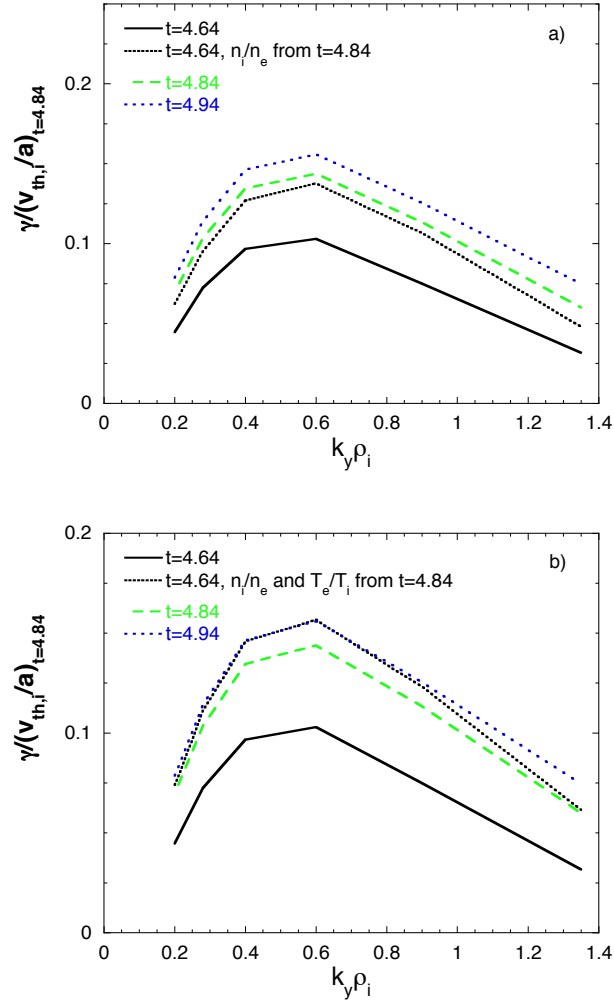 t=4.64
a)
t=4.64, n_i/n_e from t=4.84
t=4.84
t=4.94
0.2
0.1
0
γ/(v_th,i/a)_t=4.84
0 0.2 0.4 0.6 0.8 1 1.2 1.4
k_yρ_i
t=4.64
b)
t=4.64, n_i/n_e and T_e/T_i from t=4.84
t=4.84
t=4.94
0.2
0.1
0
γ/(v_th,i/a)_t=4.84
0 0.2 0.4 0.6 0.8 1 1.2 1.4
k_yρ_i